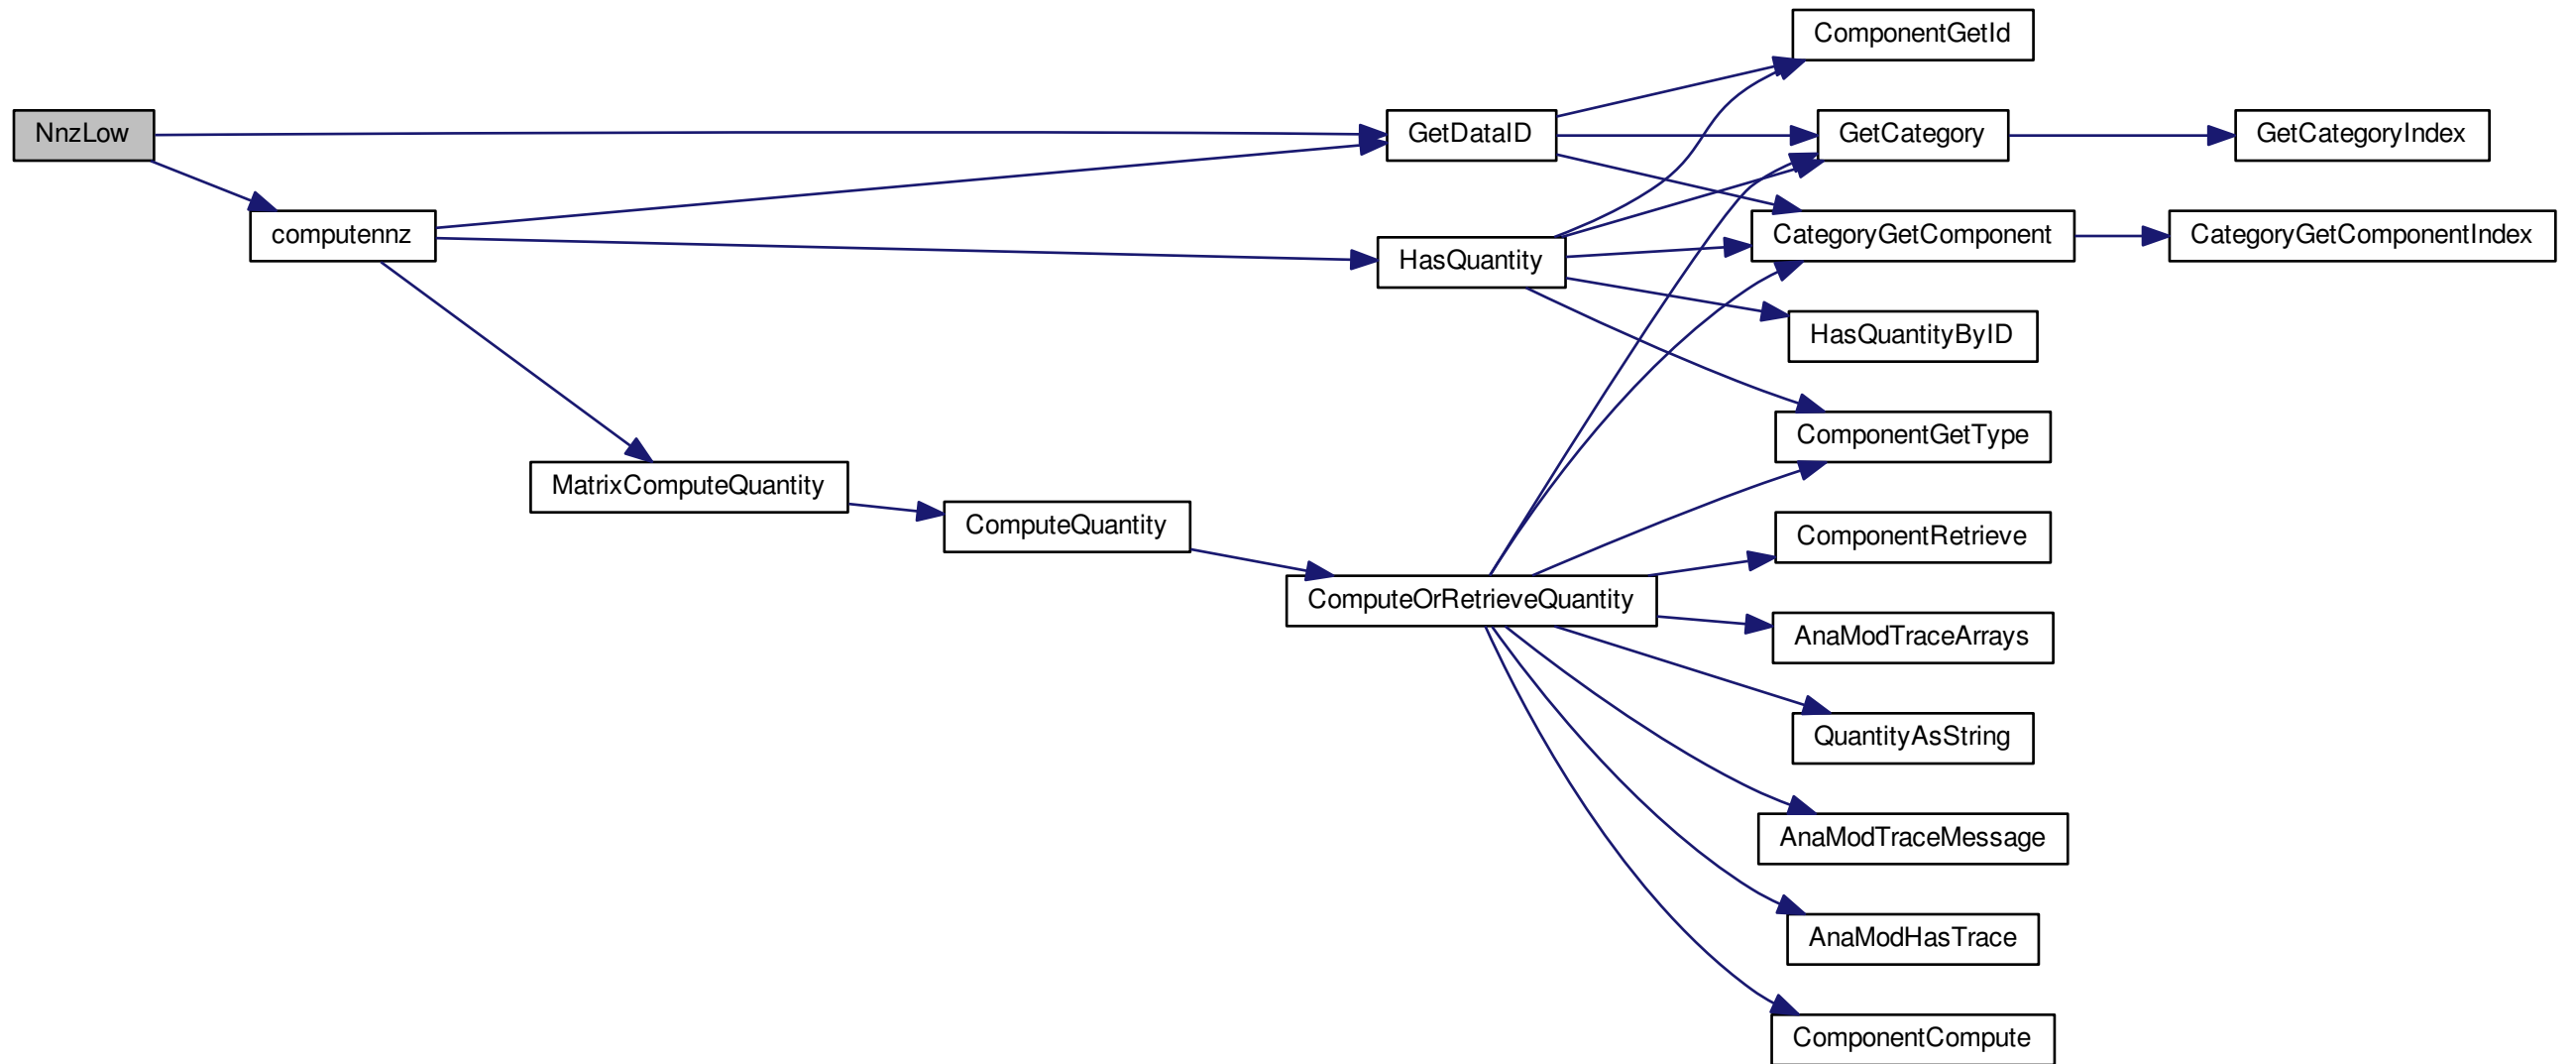 ComponentGetId
NnzLow
GetDataID
GetCategory
GetCategoryIndex
computennz
HasQuantity
CategoryGetComponent
CategoryGetComponentIndex
HasQuantityByID
ComponentGetType
MatrixComputeQuantity
ComputeQuantity
ComponentRetrieve
ComputeOrRetrieveQuantity
AnaModTraceArrays
QuantityAsString
AnaModTraceMessage
AnaModHasTrace
ComponentCompute